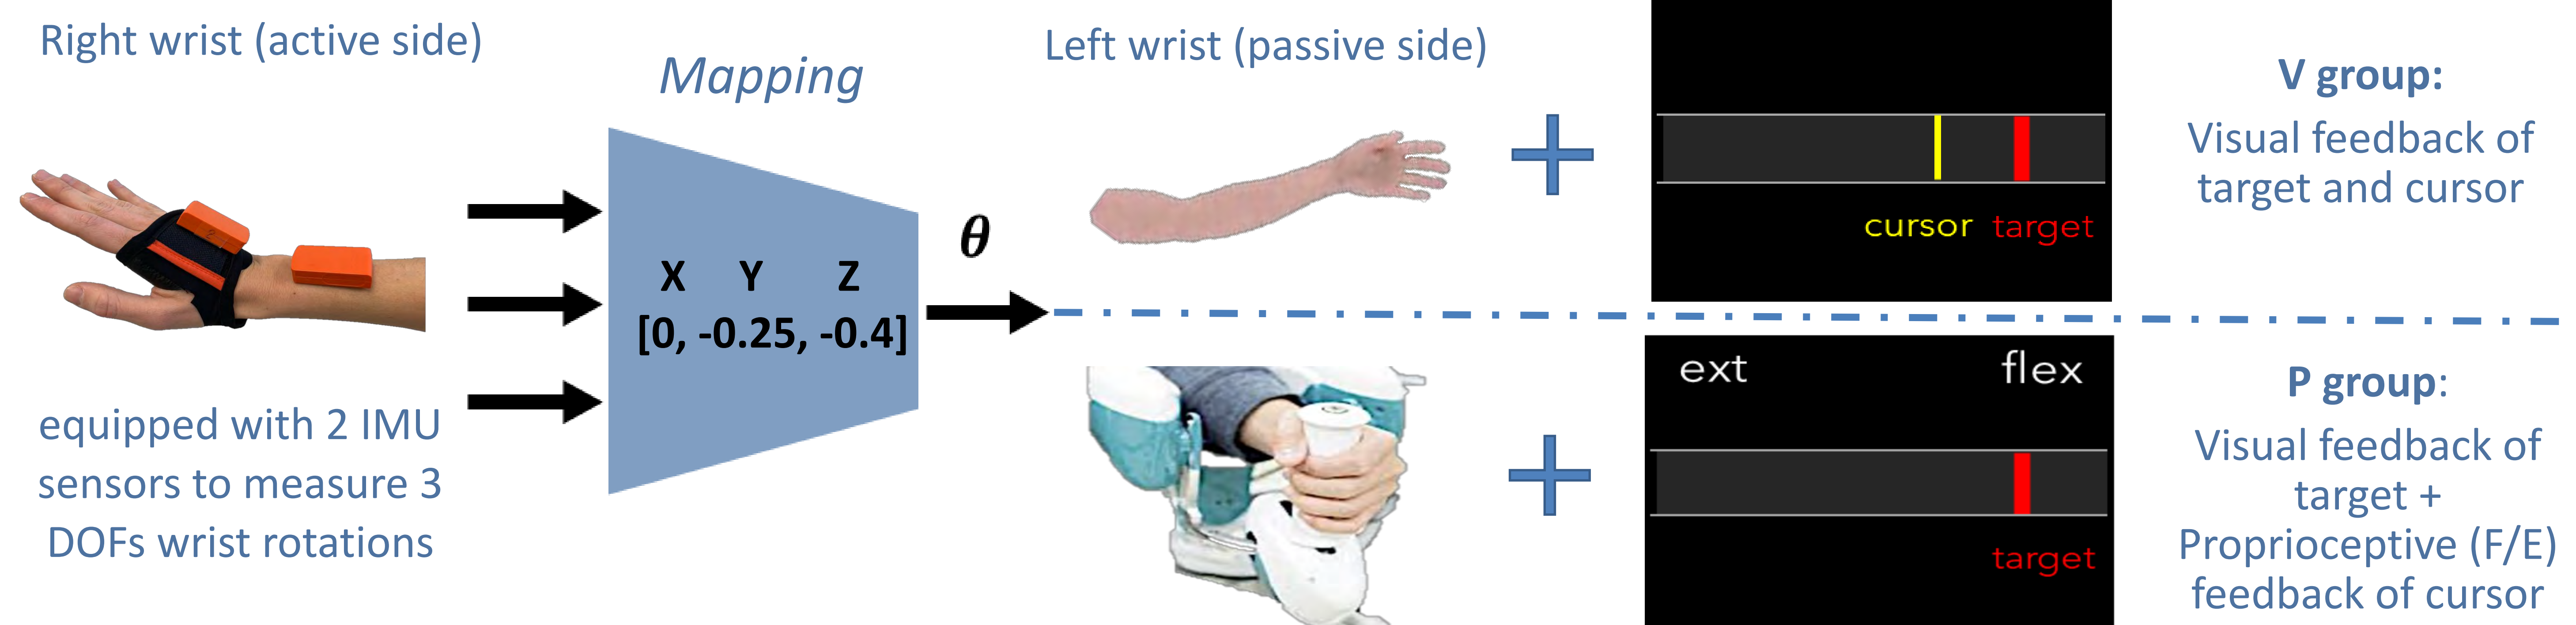 Right wrist (active side)
equipped with 2 IMU
sensors to measure 3
DOFs wrist rotations
Mapping
X Y Z
[0, -0.25, -0.4]
θ
Left wrist (passive side)
cursor target
V group:
Visual feedback of
target and cursor
ext flex
target
P group:
Visual feedback of
target +
Proprioceptive (F/E)
feedback of cursor